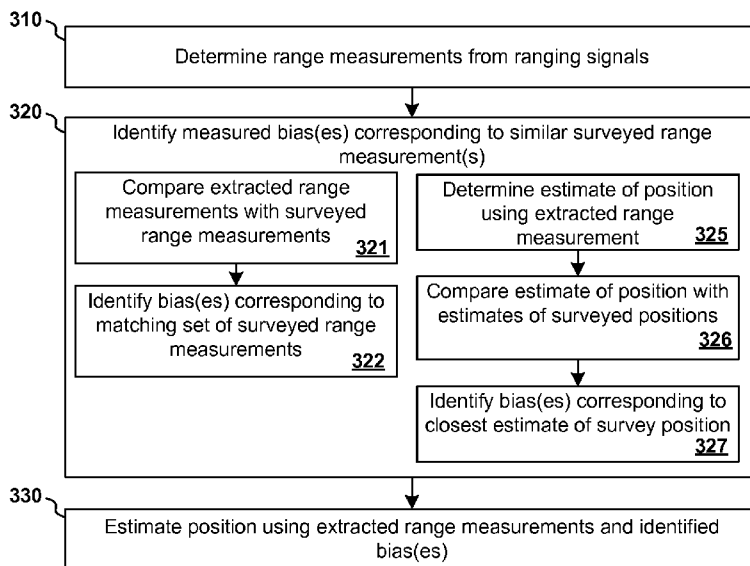 310
Determine range measurements from ranging signals
320
Identify measured bias(es) corresponding to similar surveyed range
measurement(s)
Compare extracted range
measurements with surveyed
range measurements
321
Identify bias(es) corresponding to
matching set of surveyed range
measurements
322
Determine estimate of position
using extracted range
measurement
325
Compare estimate of position with
estimates of surveyed positions
326
Identify bias(es) corresponding to
closest estimate of survey position
327
330
Estimate position using extracted range measurements and identified
bias(es)